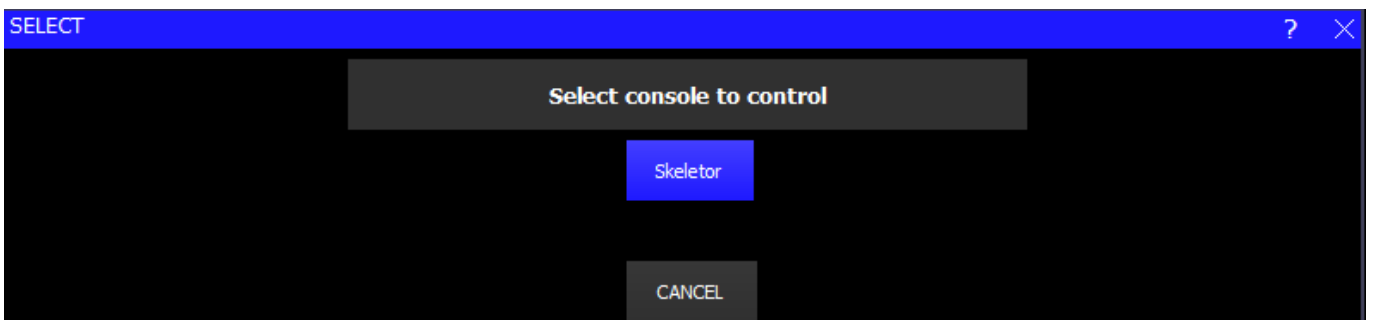 SELECT ?
Select console to control
Skeletor
CANCEL